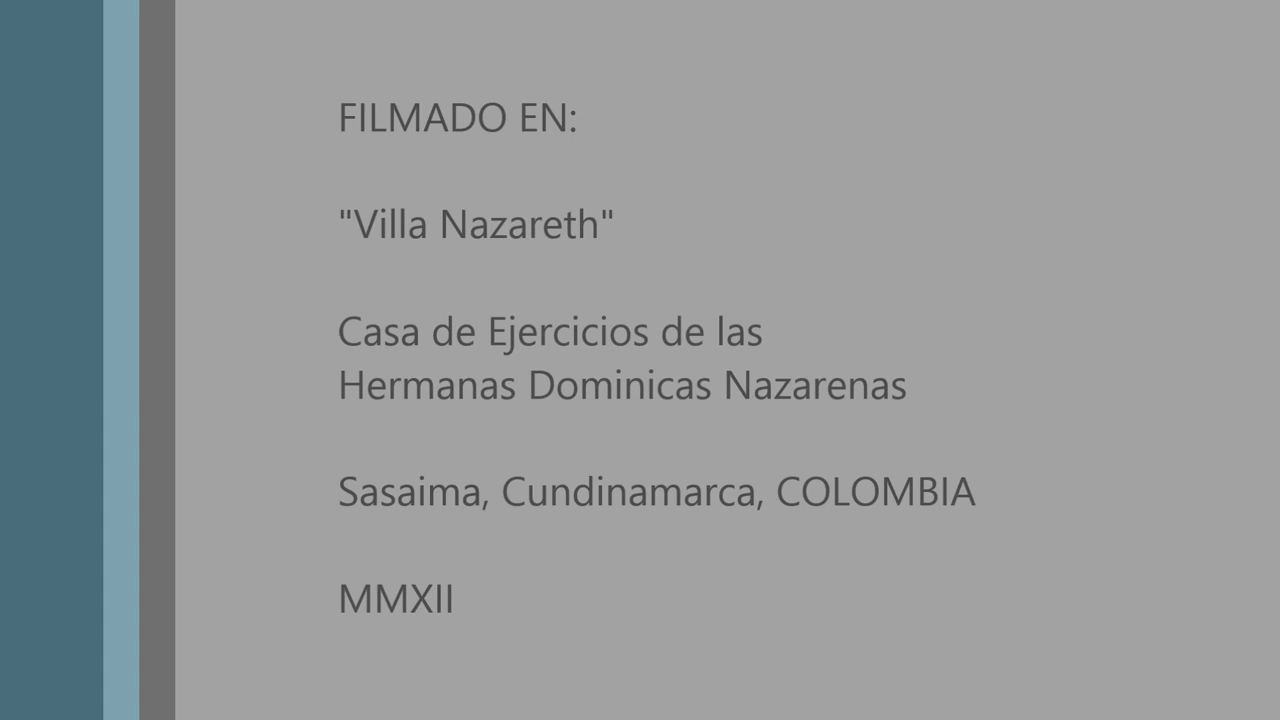 FILMADO EN:
"Villa Nazareth"
Casa de Ejercicios de las
Hermanas Dominicas Nazarenas
Sasaima, Cundinamarca, COLOMBIA
MMXII